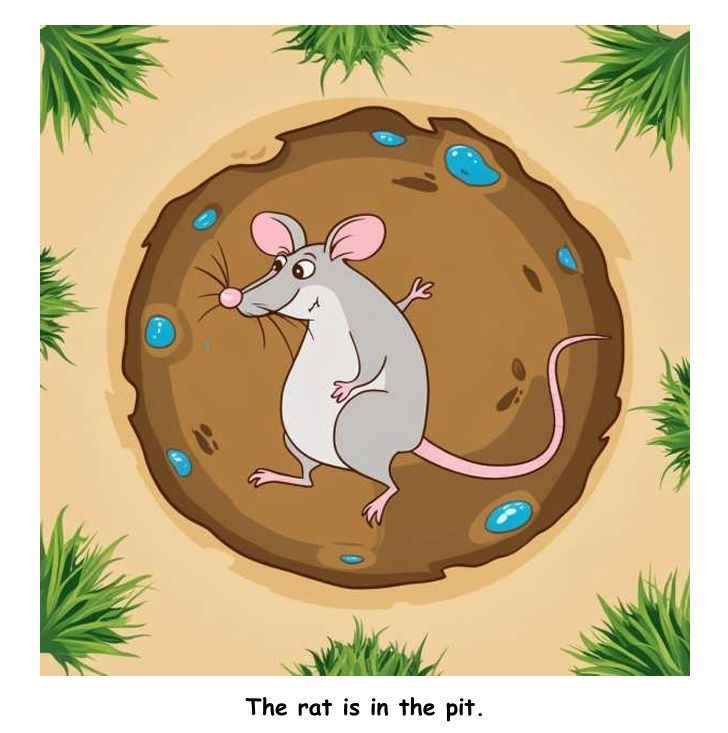 The rat is in the pit.